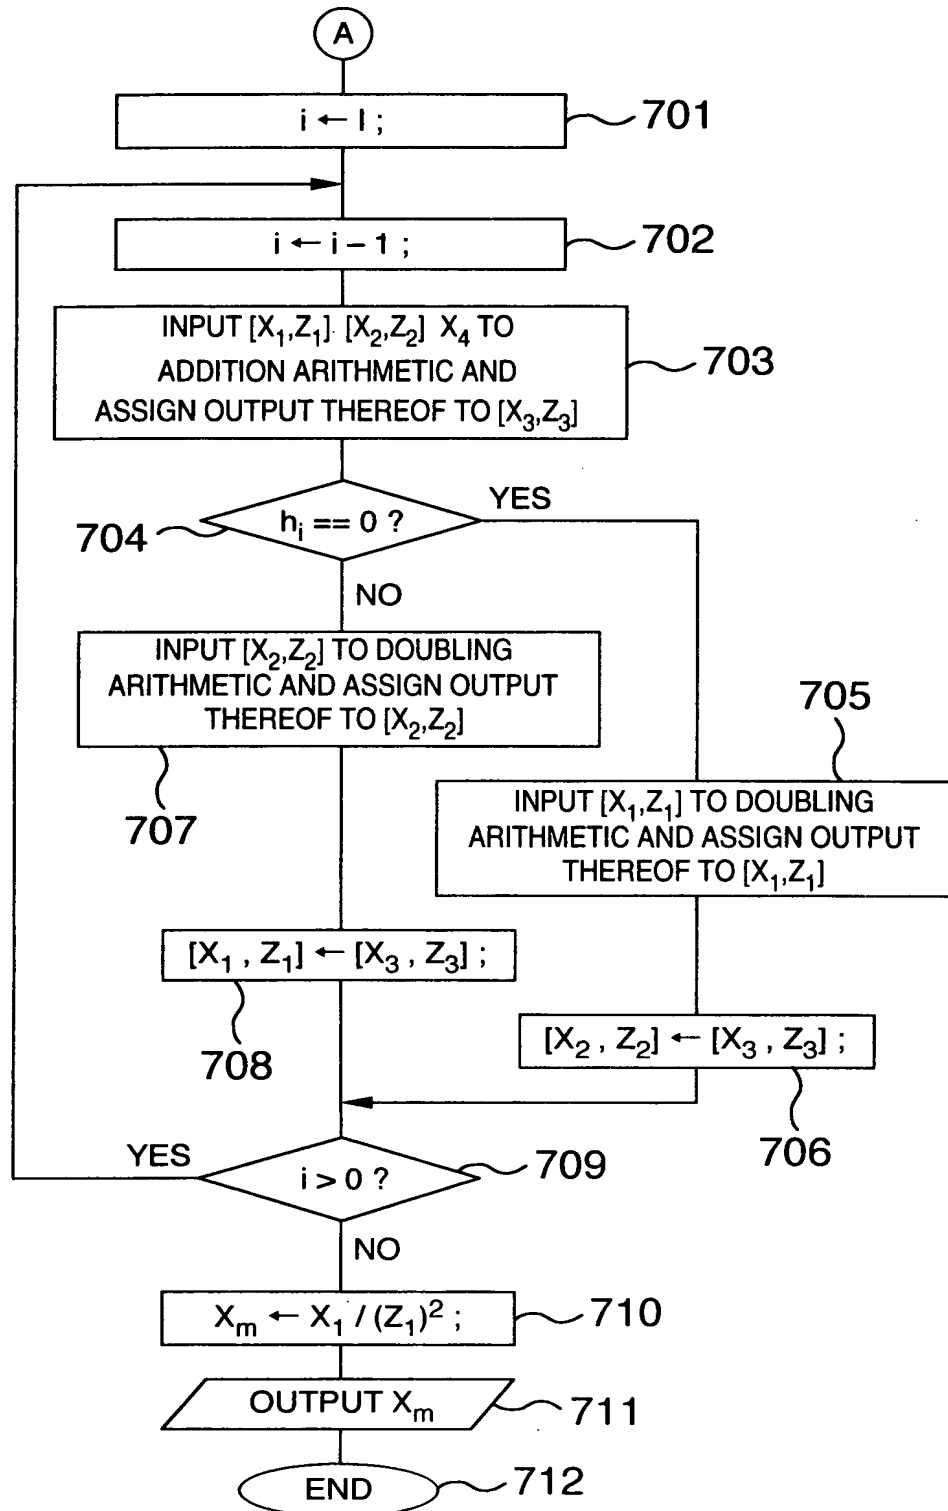 A
i ← l ;
701
i ← i – 1 ;
702
INPUT [X₁,Z₁] [X₂,Z₂] X₄ TO
ADDITION ARITHMETIC AND
ASSIGN OUTPUT THEREOF TO [X₃,Z₃]
703
hᵢ == 0 ?
704
YES
NO
INPUT [X₂,Z₂] TO DOUBLING
ARITHMETIC AND ASSIGN OUTPUT
THEREOF TO [X₂,Z₂]
707
705
INPUT [X₁,Z₁] TO DOUBLING
ARITHMETIC AND ASSIGN OUTPUT
THEREOF TO [X₁,Z₁]
[X₁ , Z₁] ← [X₃ , Z₃] ;
708
[X₂ , Z₂] ← [X₃ , Z₃] ;
706
YES
i > 0 ?
709
NO
Xₘ ← X₁ / (Z₁)² ;
710
OUTPUT Xₘ
711
END
712